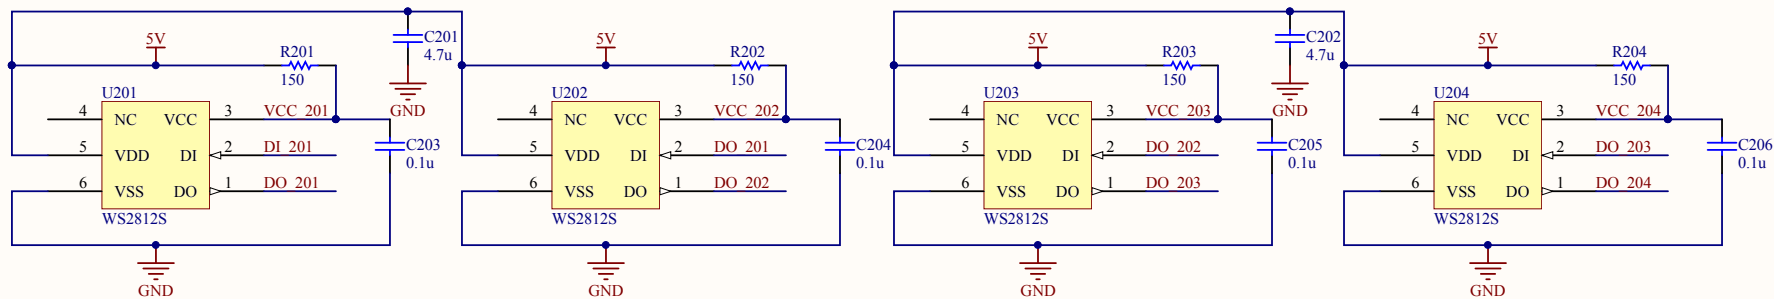 5V
R201
150
C201
4.7u
GND
U201
4 NC VCC 3 VCC_201
5 VDD DI 2 DI_201
6 VSS DO 1 DO_201
WS2812S
C203
0.1u
GND
5V
R202
150
U202
4 NC VCC 3 VCC_202
5 VDD DI 2 DO_201
6 VSS DO 1 DO_202
WS2812S
C204
0.1u
GND
5V
R203
150
C202
4.7u
GND
U203
4 NC VCC 3 VCC_203
5 VDD DI 2 DO_202
6 VSS DO 1 DO_203
WS2812S
C205
0.1u
GND
5V
R204
150
U204
4 NC VCC 3 VCC_204
5 VDD DI 2 DO_203
6 VSS DO 1 DO_204
WS2812S
C206
0.1u
GND